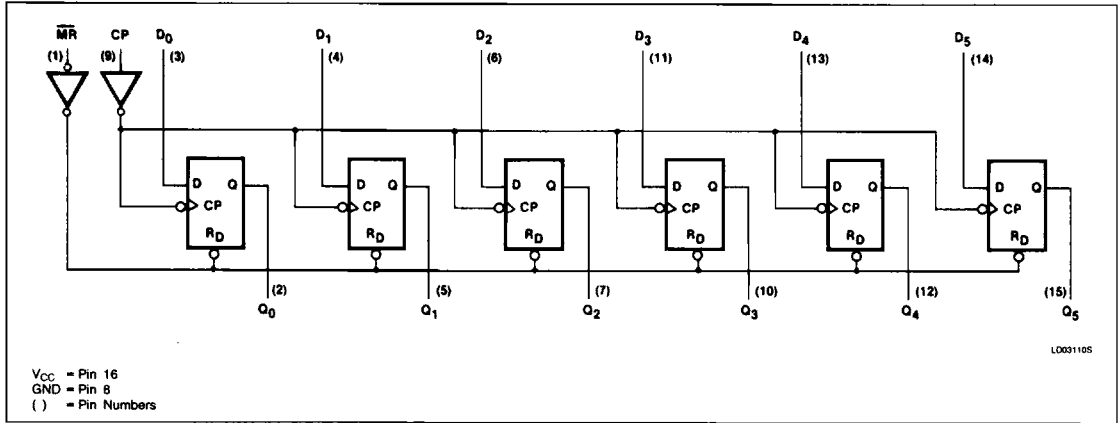 M̅R̅ CP D0 D1 D2 D3 D4 D5
(1) (9) (3) (4) (6) (11) (13) (14)
D Q D Q D Q D Q D Q D Q
CP CP CP CP CP CP
RD RD RD RD RD RD
(2) (5) (7) (10) (12) (15)
Q0 Q1 Q2 Q3 Q4 Q5
LD03110S
VCC = Pin 16
GND = Pin 8
( ) = Pin Numbers